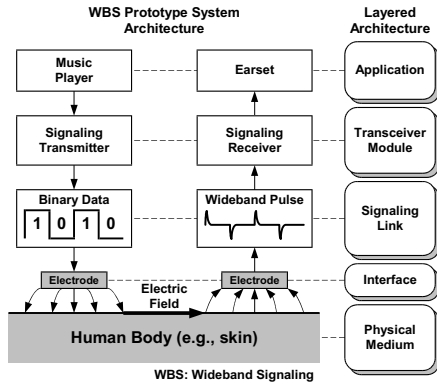 WBS Prototype System
Architecture
Layered
Architecture
Music
Player
Earset
Application
Signaling
Transmitter
Signaling
Receiver
Transceiver
Module
Binary Data
1 0 1 0
Wideband Pulse
Signaling
Link
Electrode
Electric
Field
Electrode
Interface
Human Body (e.g., skin)
Physical
Medium
WBS: Wideband Signaling